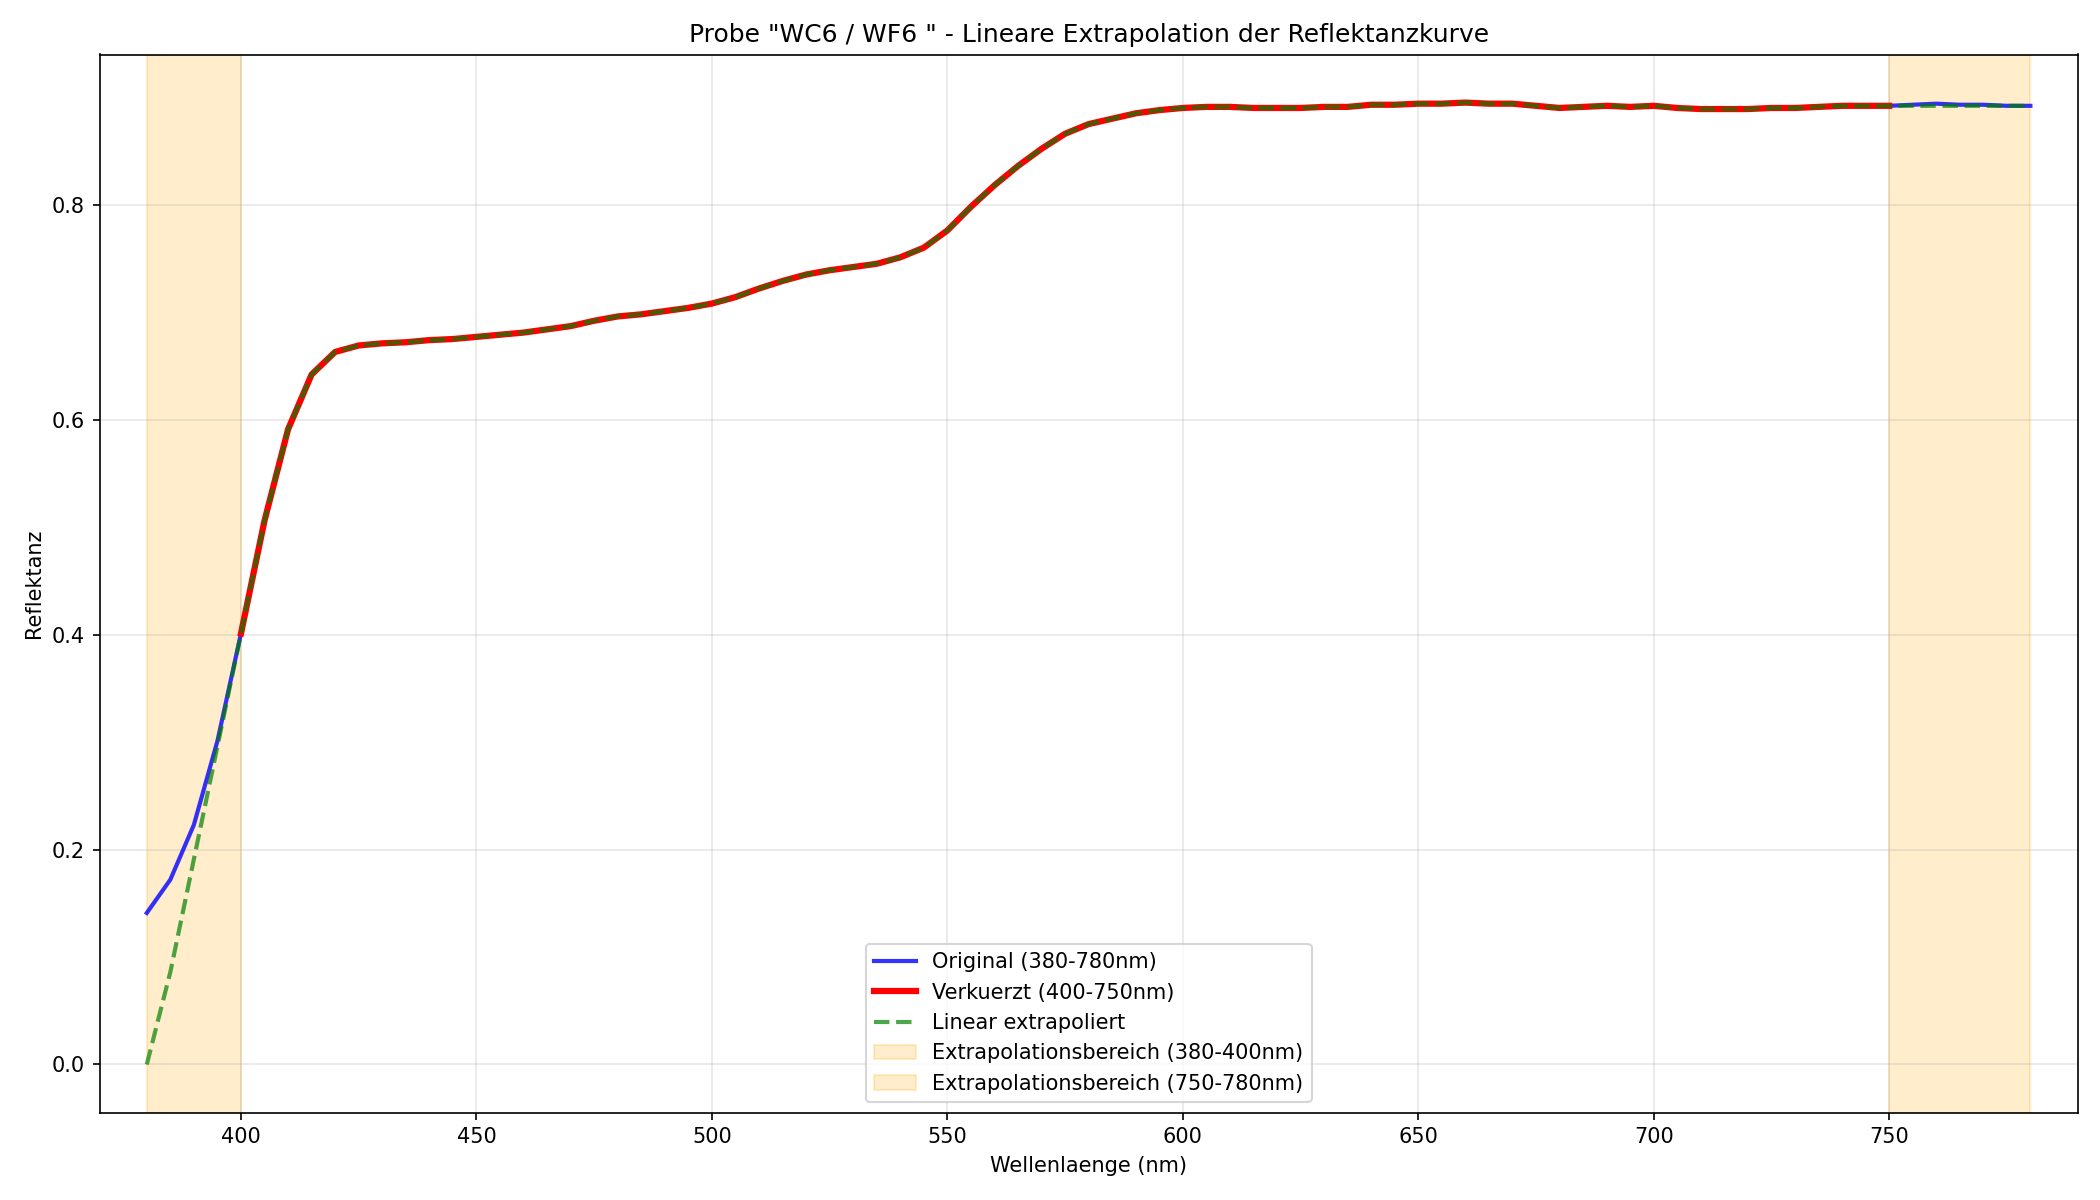 Probe "WC6 / WF6 " - Lineare Extrapolation der Reflektanzkurve
Reflektanz
0.8
0.6
0.4
0.2
0.0
Original (380-780nm)
Verkuerzt (400-750nm)
Linear extrapoliert
Extrapolationsbereich (380-400nm)
Extrapolationsbereich (750-780nm)
400 450 500 550 600 650 700 750
Wellenlaenge (nm)